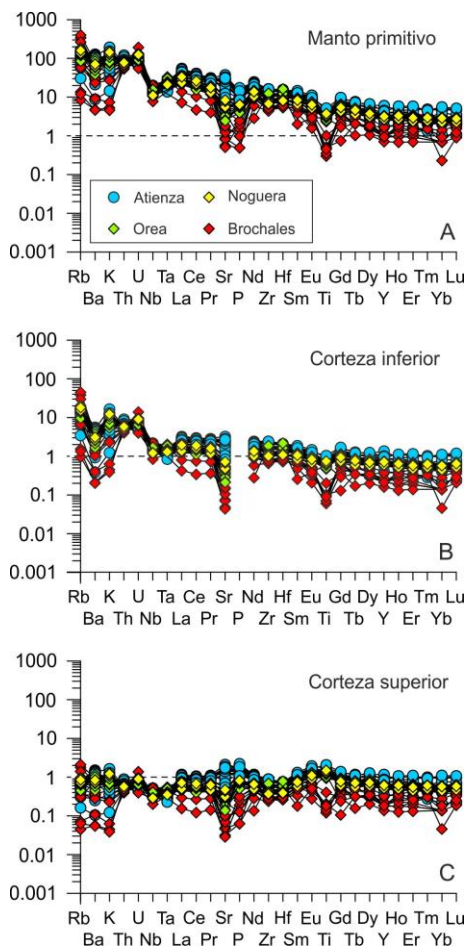 1000
Manto primitivo
100
10
1
0.1
0.01
0.001
Atienza
Noguera
Orea
Brochales
A
Rb K U Ta Ce Sr Nd Hf Eu Gd Dy Ho Tm Lu
Ba Th Nb La Pr P Zr Sm Ti Tb Y Er Yb
1000
Corteza inferior
100
10
1
0.1
0.01
0.001
B
Rb K U Ta Ce Sr Nd Hf Eu Gd Dy Ho Tm Lu
Ba Th Nb La Pr P Zr Sm Ti Tb Y Er Yb
1000
Corteza superior
100
10
1
0.1
0.01
0.001
C
Rb K U Ta Ce Sr Nd Hf Eu Gd Dy Ho Tm Lu
Ba Th Nb La Pr P Zr Sm Ti Tb Y Er Yb